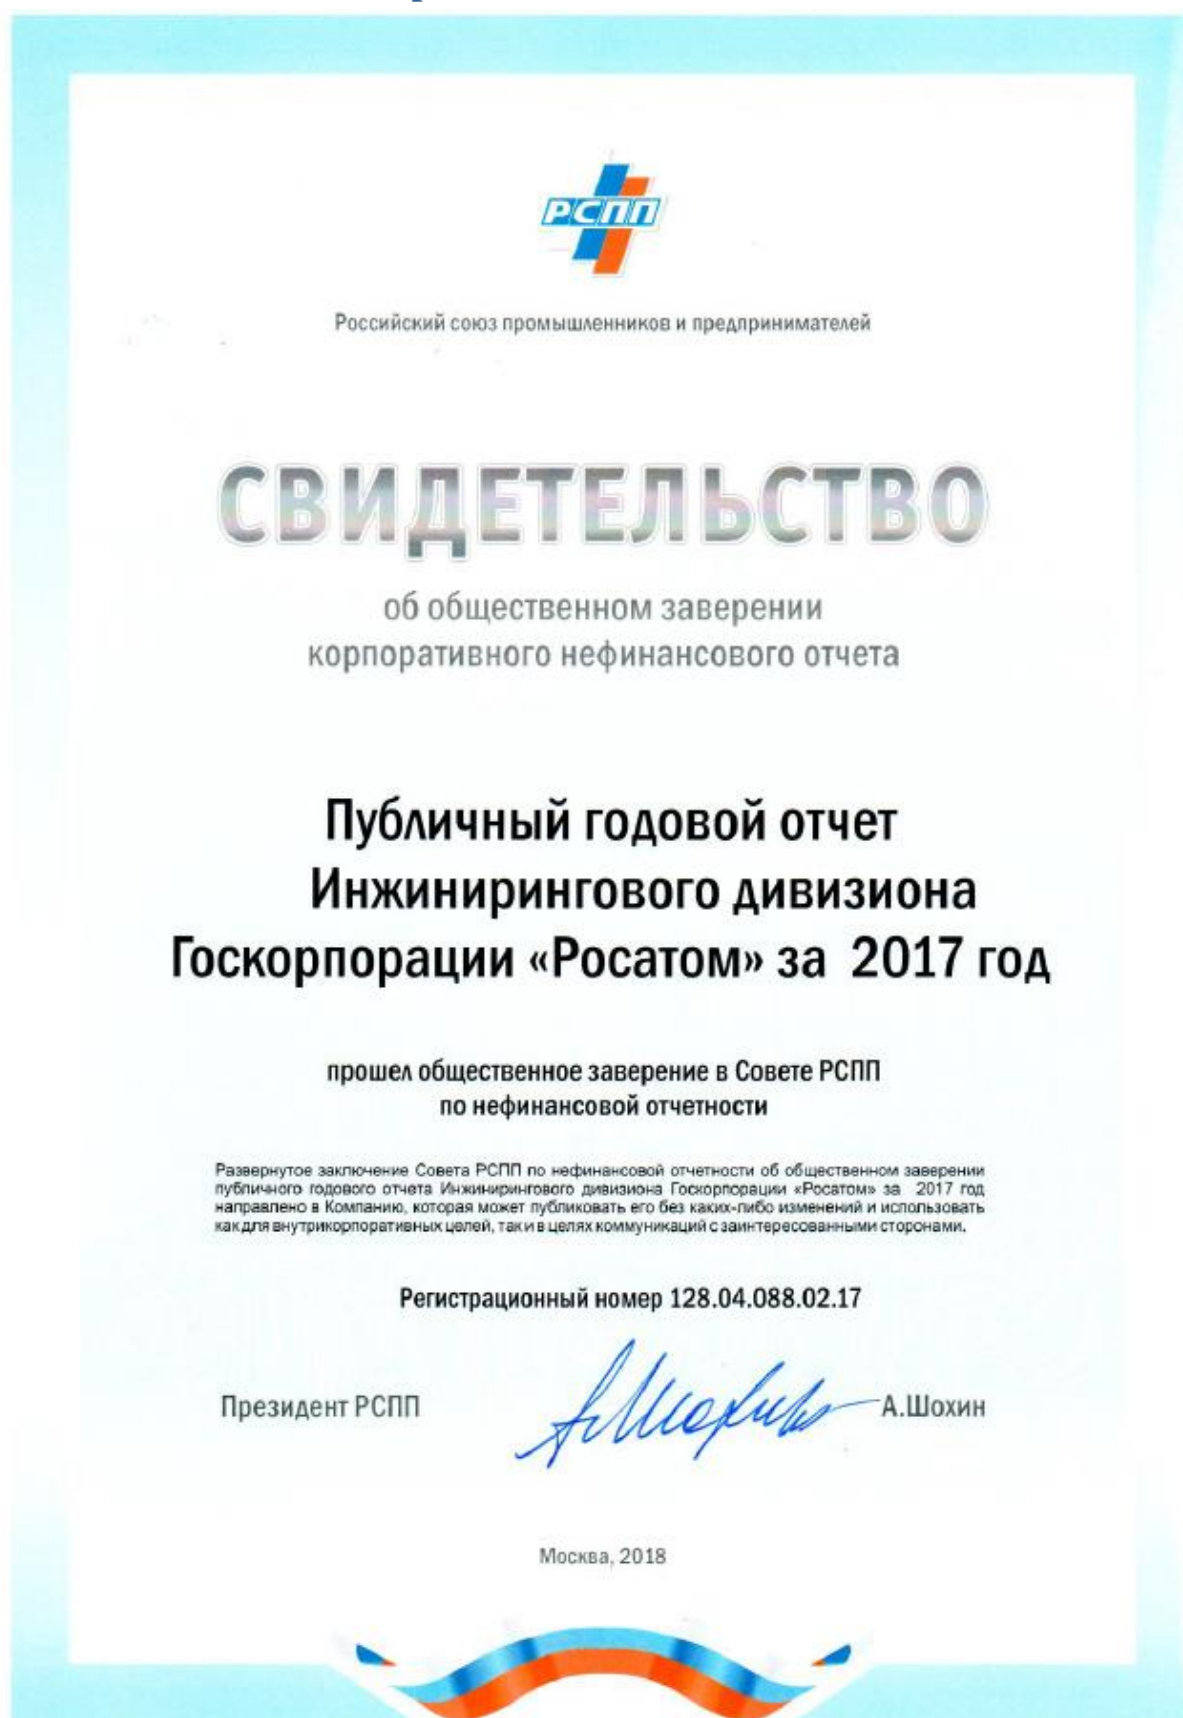 РСПП
Российский союз промышленников и предпринимателей
СВИДЕТЕЛЬСТВО
об общественном заверении
корпоративного нефинансового отчета
Публичный годовой отчет
Инжинирингового дивизиона
Госкорпорации «Росатом» за 2017 год
прошел общественное заверение в Совете РСПП
по нефинансовой отчетности
Развернутое заключение Совета РСПП по нефинансовой отчетности об общественном заверении
публичного годового отчета Инжинирингового дивизиона Госкорпорации «Росатом» за 2017 год
направлено в Компанию, которая может публиковать его без каких-либо изменений и использовать
как для внутрикорпоративных целей, так и в целях коммуникаций с заинтересованными сторонами.
Регистрационный номер 128.04.088.02.17
Президент РСПП
А.Шохин
Москва, 2018